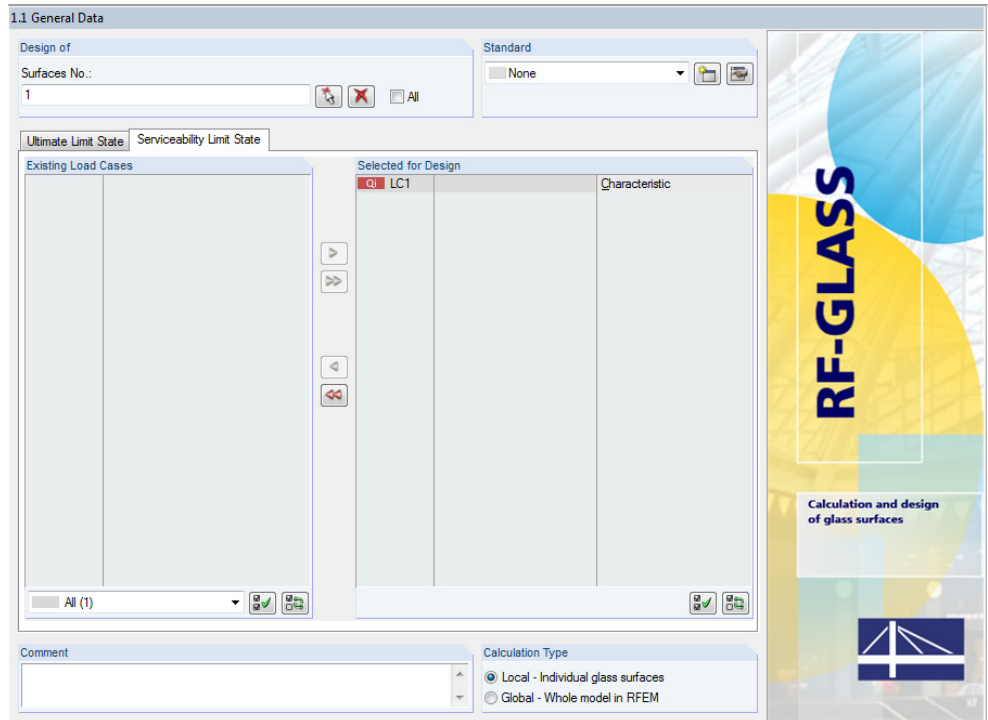 1.1 General Data
Design of
Surfaces No.:
1
All
Standard
None
Ultimate Limit State
Serviceability Limit State
Existing Load Cases
Selected for Design
Qi LC1 Characteristic
>
>>
All (1)
Comment
Calculation Type
Local - Individual glass surfaces
Global - Whole model in RFEM
RF-GLASS
Calculation and design
of glass surfaces